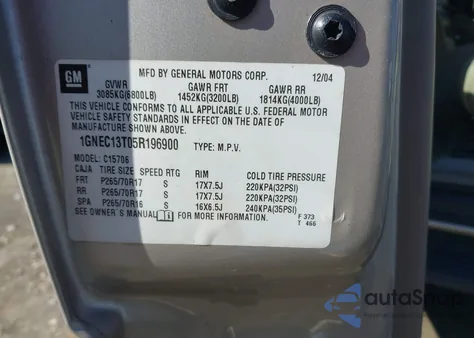 GM
MFD BY GENERAL MOTORS CORP. 12/04
GVWR GAWR FRT GAWR RR
3085KG(6800LB) 1452KG(3200LB) 1814KG(4000LB)
THIS VEHICLE CONFORMS TO ALL APPLICABLE U.S. FEDERAL MOTOR
VEHICLE SAFETY STANDARDS IN EFFECT ON THE DATE OF
MANUFACTURE SHOWN ABOVE.
1GNEC13T05R196900 TYPE: M.P.V.
MODEL: C15706
CAJA TIRE SIZE SPEED RTG RIM COLD TIRE PRESSURE
FRT P265/70R17 S 17X7.5J 220KPA(32PSI)
RR P265/70R17 S 17X7.5J 220KPA(32PSI)
SPA P265/70R16 S 16X6.5J 240KPA(35PSI)
SEE OWNER'S MANUAL FOR MORE INFORMATION. F 373
T 466
autoSnap